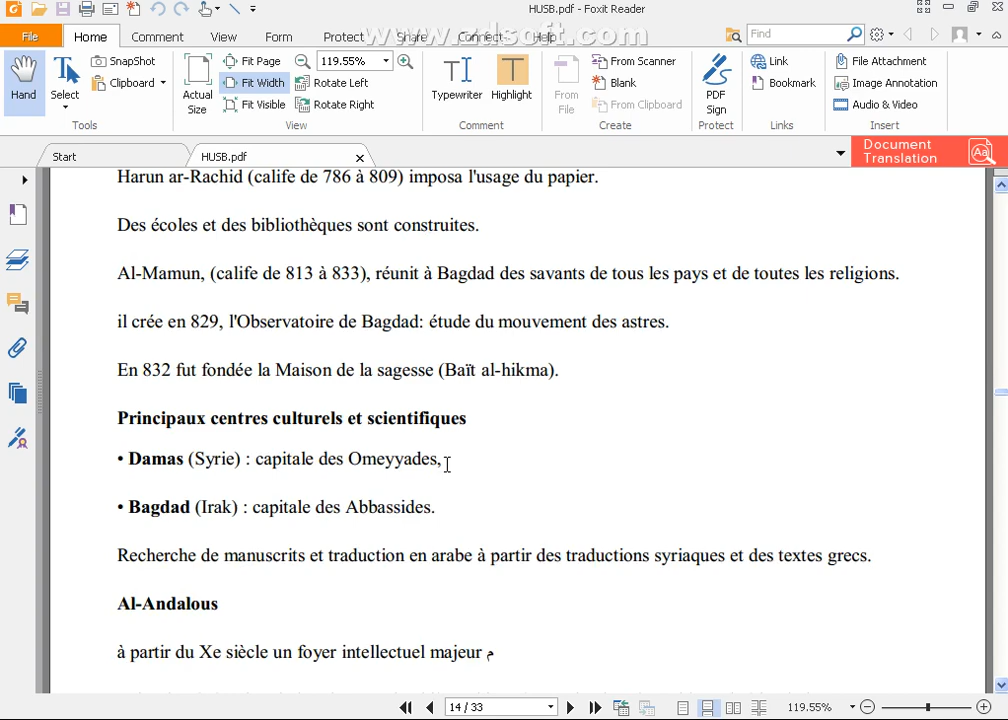 HUSB.pdf - Foxit Reader
File Home Comment View Form Protect Share Connect Find
www.zdsoft.com
SnapShot Fit Page 119.55% From Scanner Link File Attachment
Hand Select Clipboard Actual Size Fit Width Rotate Left Typewriter Highlight From File Blank PDF Sign Bookmark Image Annotation
Fit Visible Rotate Right From Clipboard Audio & Video
Tools View Comment Create Protect Links Insert
Start HUSB.pdf Document Translation
Harun ar-Rachid (calife de 786 à 809) imposa l'usage du papier.
Des écoles et des bibliothèques sont construites.
Al-Mamun, (calife de 813 à 833), réunit à Bagdad des savants de tous les pays et de toutes les religions.
il crée en 829, l'Observatoire de Bagdad: étude du mouvement des astres.
En 832 fut fondée la Maison de la sagesse (Baït al-hikma).
Principaux centres culturels et scientifiques
• Damas (Syrie) : capitale des Omeyyades,
• Bagdad (Irak) : capitale des Abbassides.
Recherche de manuscrits et traduction en arabe à partir des traductions syriaques et des textes grecs.
Al-Andalous
à partir du Xe siècle un foyer intellectuel majeur م
14 / 33 119.55%